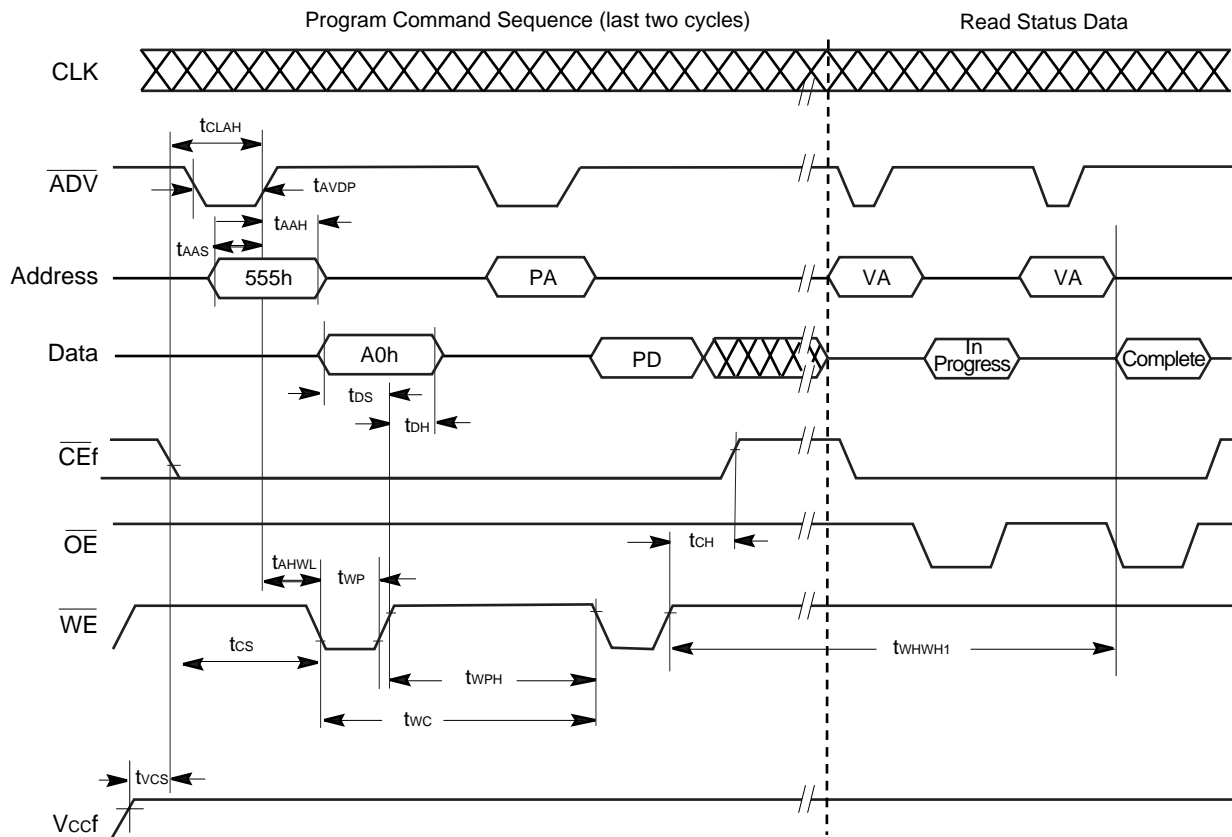 Program Command Sequence (last two cycles) Read Status Data
CLK
tCLAH
ADV
tAVDP
tAAH
tAAS
Address 555h PA VA VA
Data A0h PD In Progress Complete
tDS
tDH
CEf
OE
tCH
tAHWL tWP
WE
tCS tWHWH1
tWPH
tWC
tVCS
VCCf